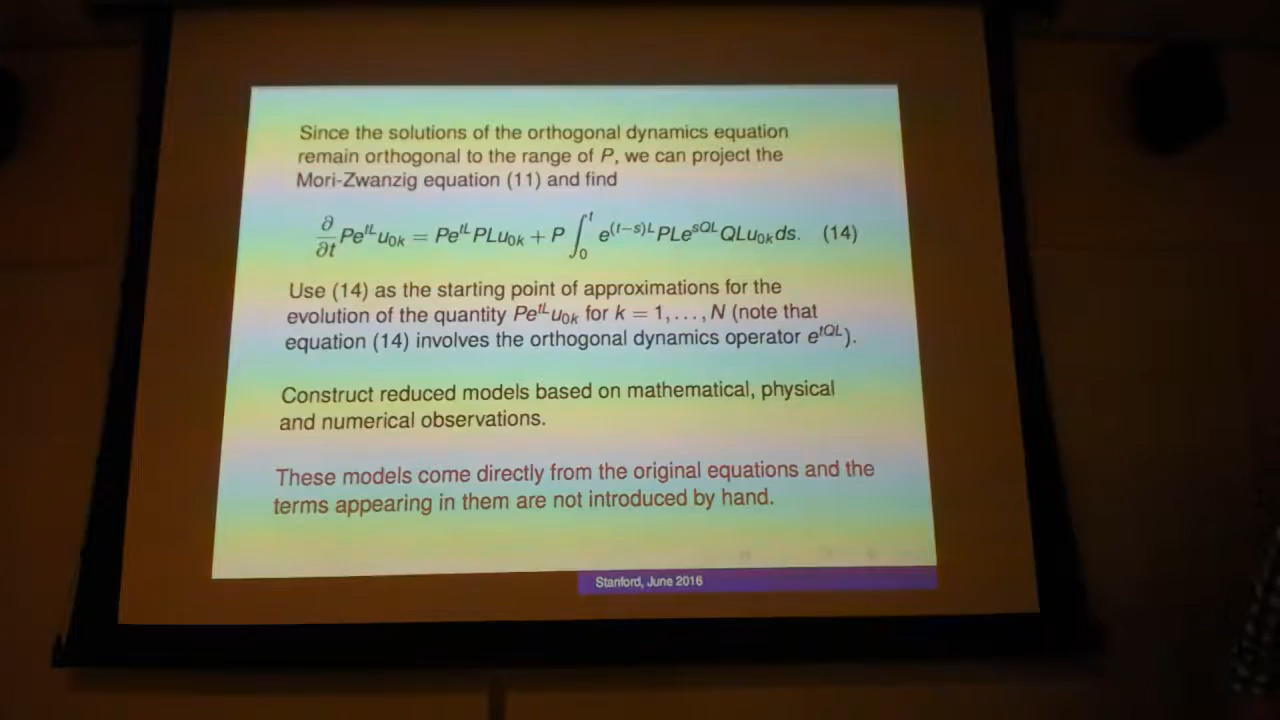 Since the solutions of the orthogonal dynamics equation
remain orthogonal to the range of P, we can project the
Mori-Zwanzig equation (11) and find
∂/∂t Pe^{tL}u_{0k} = Pe^{tL}PLu_{0k} + P ∫_0^t e^{(t−s)L}PLe^{sQL}QLu_{0k}ds. (14)
Use (14) as the starting point of approximations for the
evolution of the quantity Pe^{tL}u_{0k} for k = 1, . . . , N (note that
equation (14) involves the orthogonal dynamics operator e^{tQL}).
Construct reduced models based on mathematical, physical
and numerical observations.
These models come directly from the original equations and the
terms appearing in them are not introduced by hand.
Stanford, June 2016